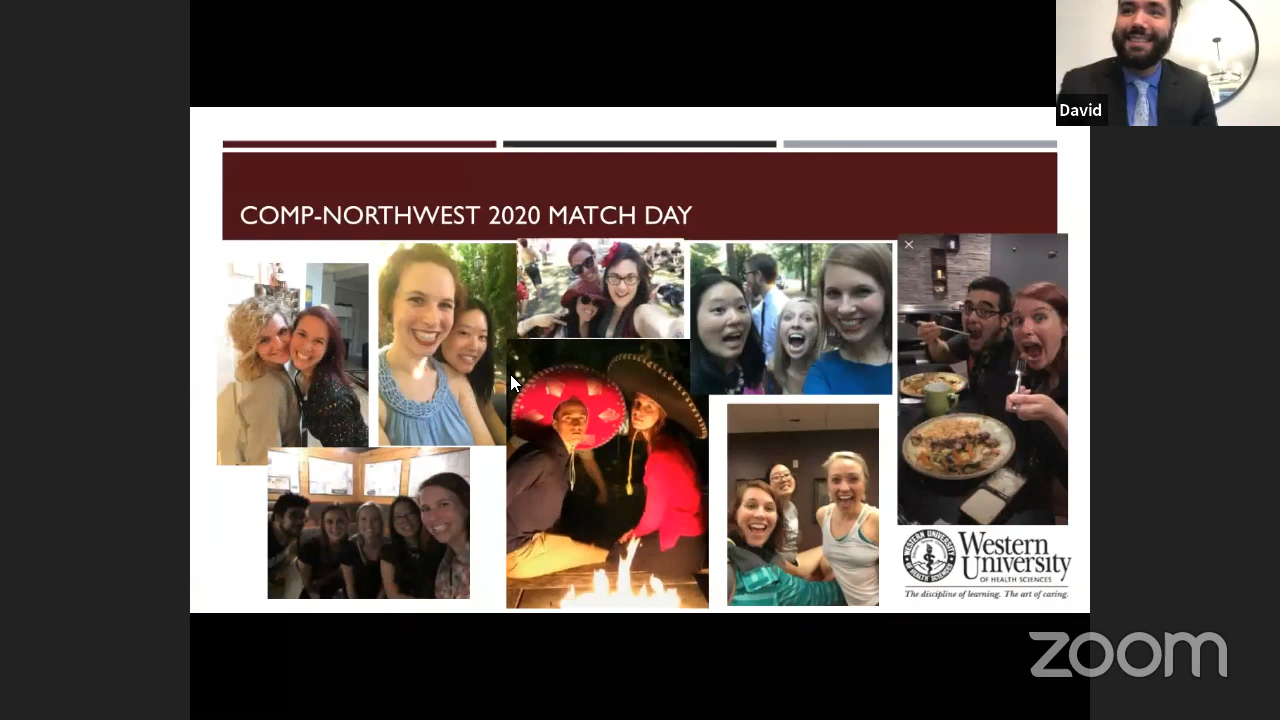 David
COMP-NORTHWEST 2020 MATCH DAY
Western
University
OF HEALTH SCIENCES
The discipline of learning. The art of caring.
zoom